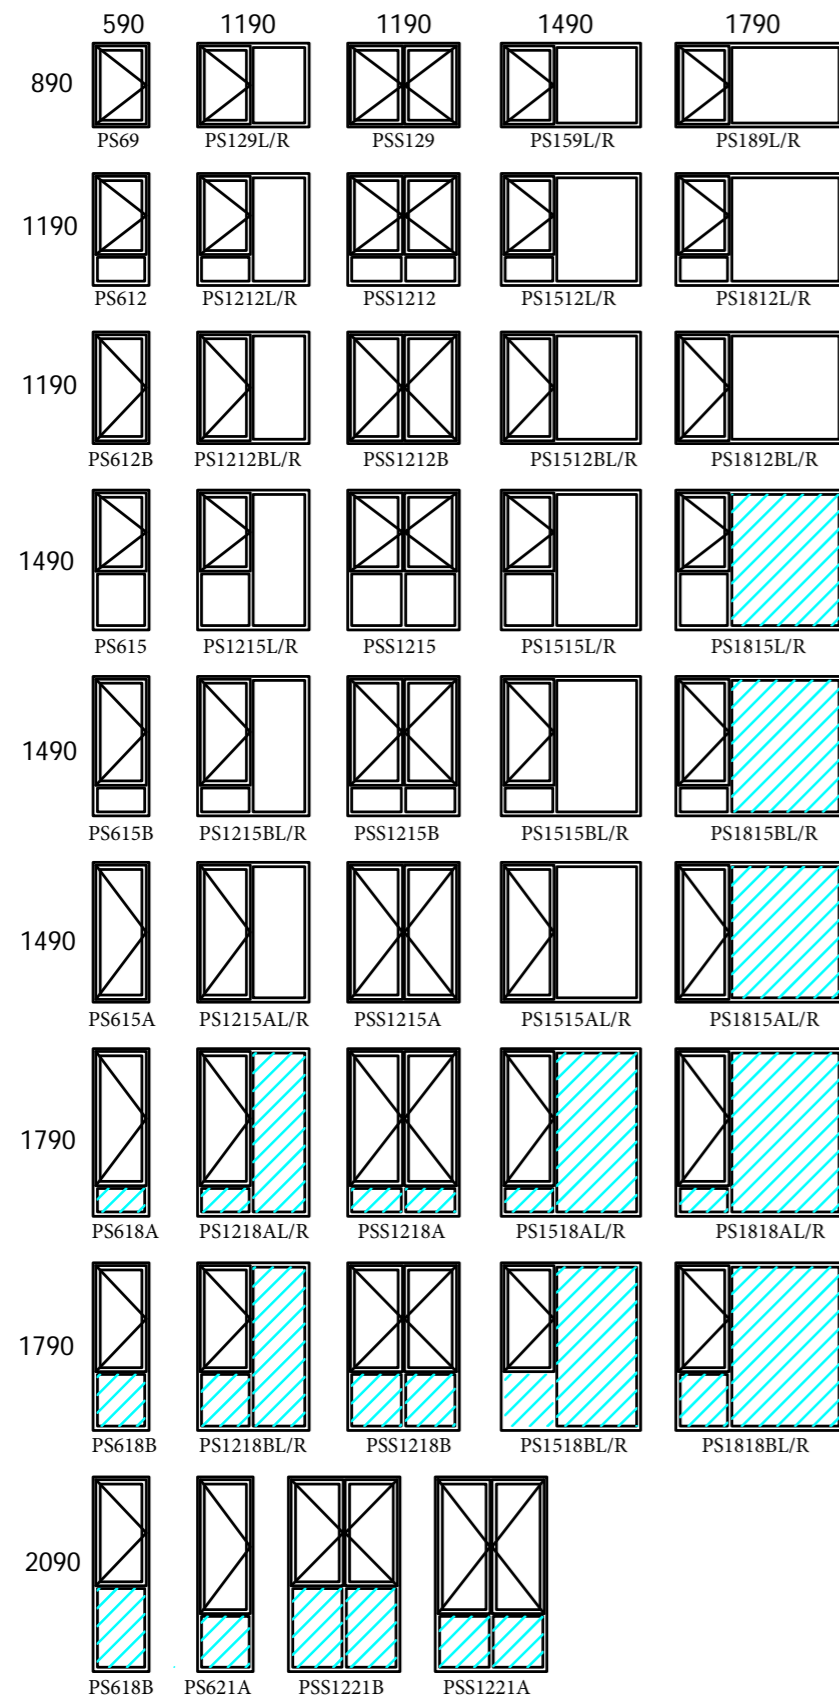 590 1190 1190 1490 1790
890
PS69 PS129L/R PSS129 PS159L/R PS189L/R
1190
PS612 PS1212L/R PSS1212 PS1512L/R PS1812L/R
1190
PS612B PS1212BL/R PSS1212B PS1512BL/R PS1812BL/R
1490
PS615 PS1215L/R PSS1215 PS1515L/R PS1815L/R
1490
PS615B PS1215BL/R PSS1215B PS1515BL/R PS1815BL/R
1490
PS615A PS1215AL/R PSS1215A PS1515AL/R PS1815AL/R
1790
PS618A PS1218AL/R PSS1218A PS1518AL/R PS1818AL/R
1790
PS618B PS1218BL/R PSS1218B PS1518BL/R PS1818BL/R
2090
PS618B PS621A PSS1221B PSS1221A